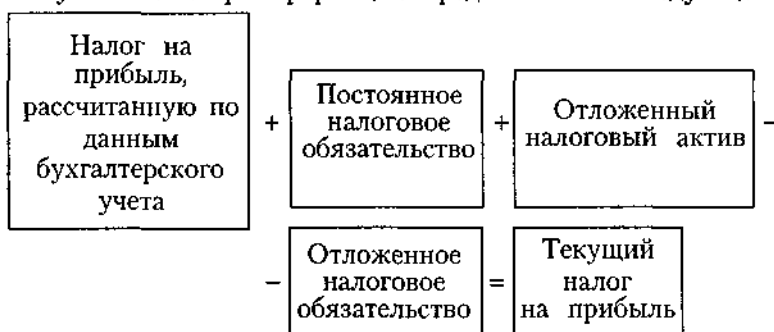 Налог на
прибыль,
рассчитанную по
данным
бухгалтерского
учета
+
Постоянное
налоговое
обязательство
+
Отложенный
налоговый актив
-
-
Отложенное
налоговое
обязательство
=
Текущий
налог
на прибыль